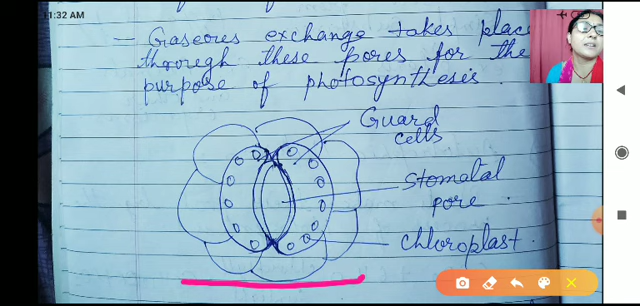 11:32 AM
- Gaseous exchange takes place
through these pores for the
purpose of photosynthesis.
Guard
cells
stomatal
pore
chloroplast.